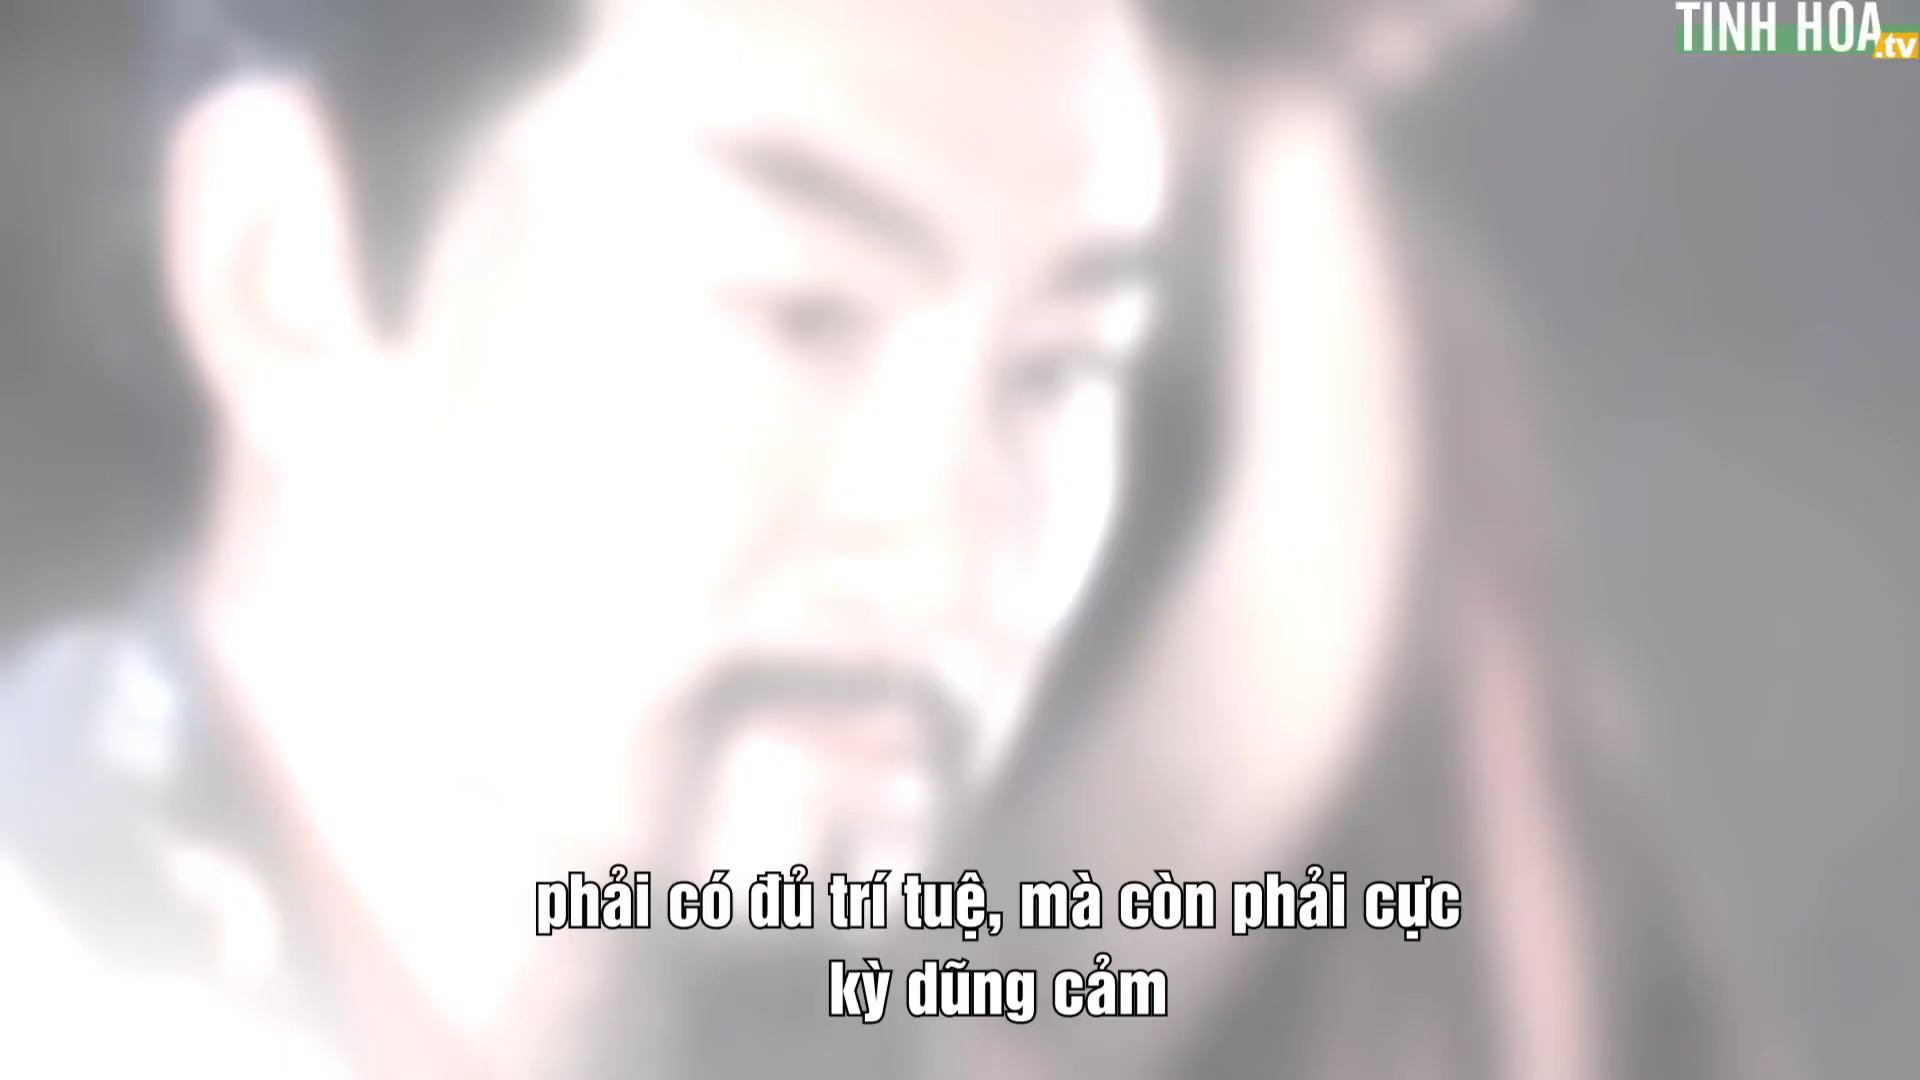 TINH HOA
.tv
phải có đủ trí tuệ, mà còn phải cực
kỳ dũng cảm